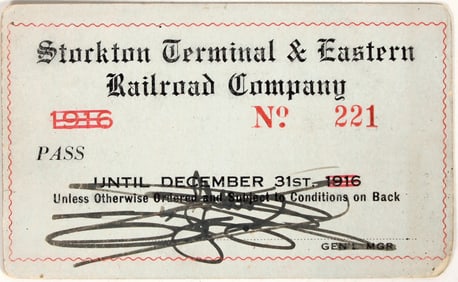 Stockton Terminal & Eastern
Railroad Company
1916 Nº 221
PASS
UNTIL DECEMBER 31ST. 1916
Unless Otherwise Ordered and Subject to Conditions on Back
GEN'L MGR.